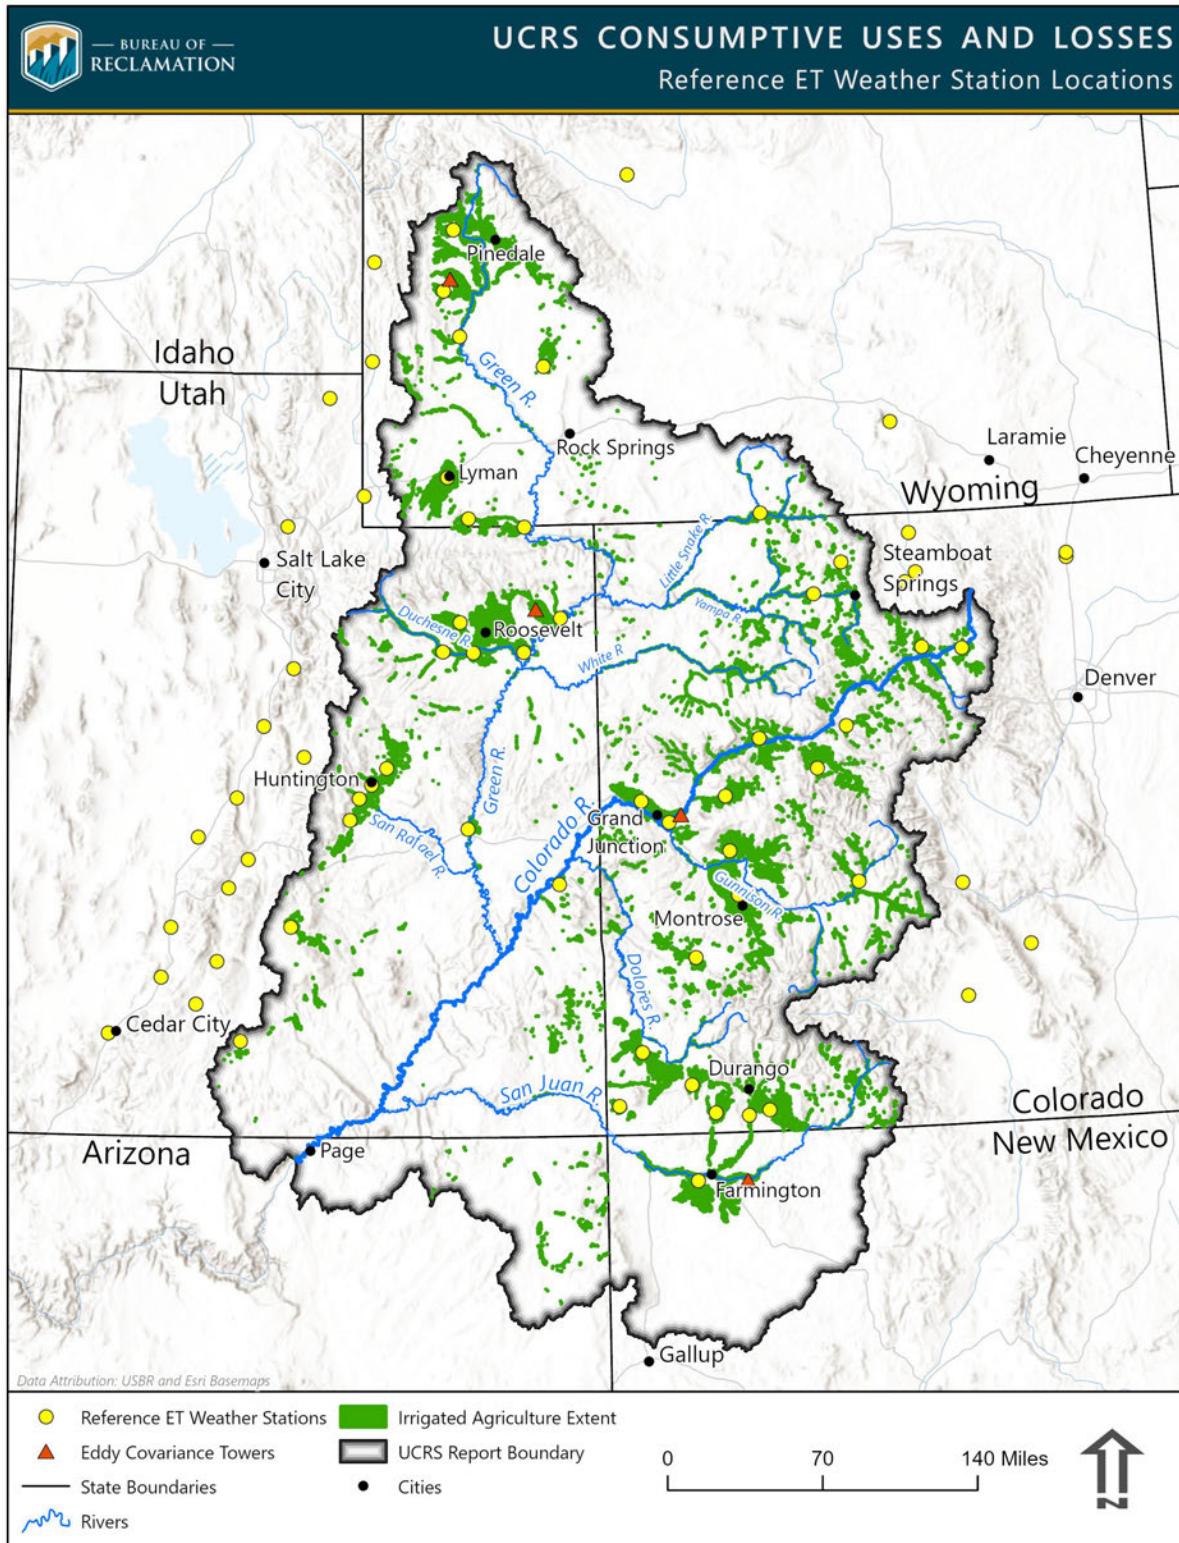 BUREAU OF
RECLAMATION
UCRS CONSUMPTIVE USES AND LOSSES
Reference ET Weather Station Locations
Pinedale
Idaho
Utah
Green R.
Rock Springs
Laramie
Cheyenne
Lyman
Wyoming
Salt Lake
City
Little Snake R.
Steamboat
Springs
Yampa R.
Duchesne R.
Roosevelt
White R
Denver
Huntington
Green R.
San Rafael R.
Colorado R.
Grand
Junction
Gunnison R.
Montrose
Dolores R.
Cedar City
Durango
San Juan R.
Colorado
New Mexico
Arizona
Page
Farmington
Gallup
Data Attribution: USBR and Esri Basemaps
Reference ET Weather Stations
Irrigated Agriculture Extent
Eddy Covariance Towers
UCRS Report Boundary
0 70 140 Miles
State Boundaries
Cities
Rivers
N